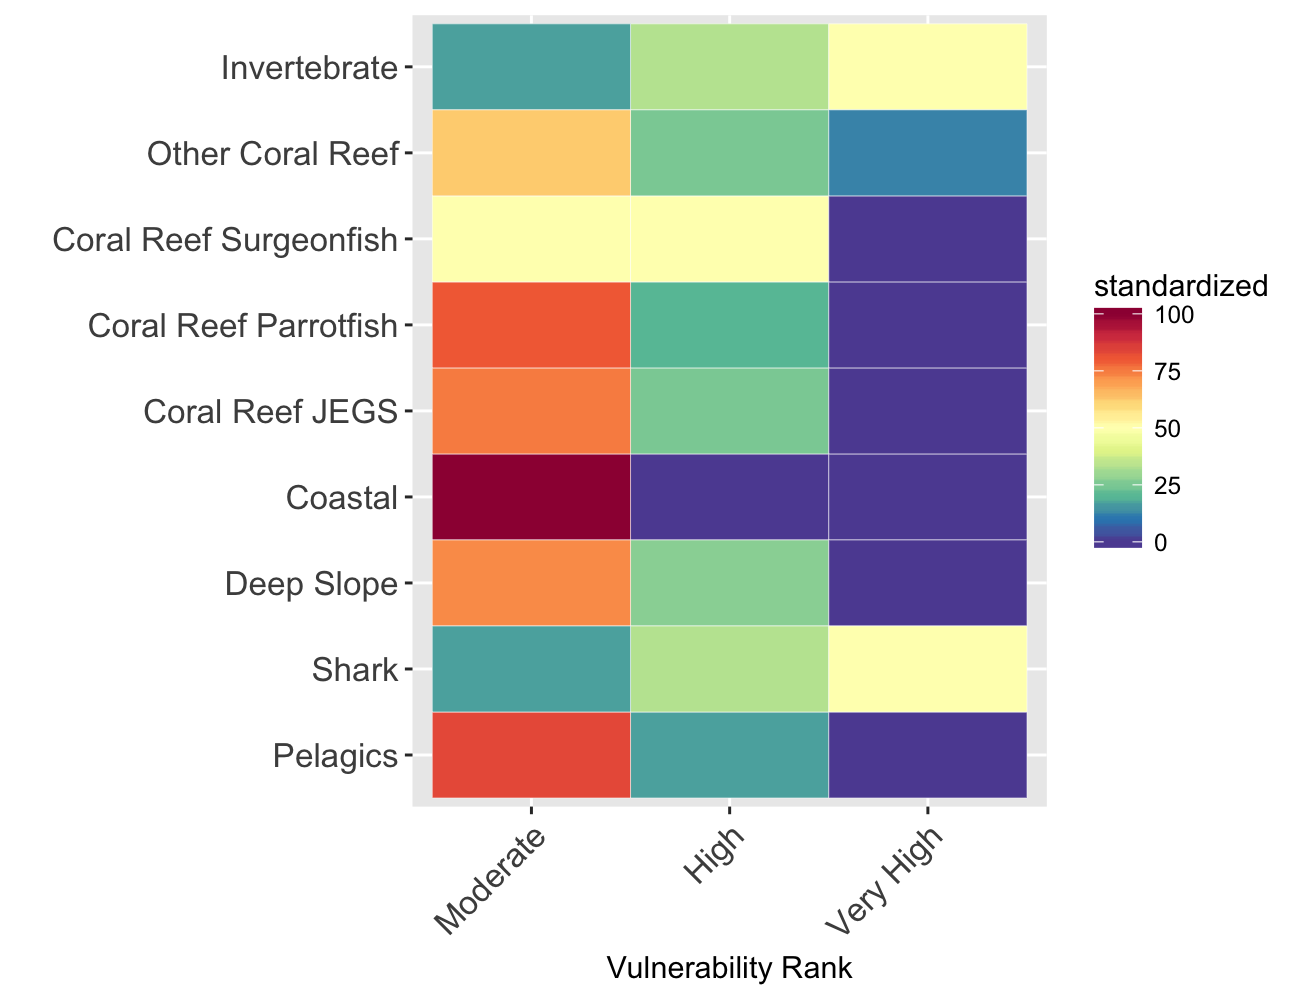 Invertebrate
Other Coral Reef
Coral Reef Surgeonfish
Coral Reef Parrotfish
Coral Reef JEGS
Coastal
Deep Slope
Shark
Pelagics
Moderate
High
Very High
Vulnerability Rank
standardized
100
75
50
25
0